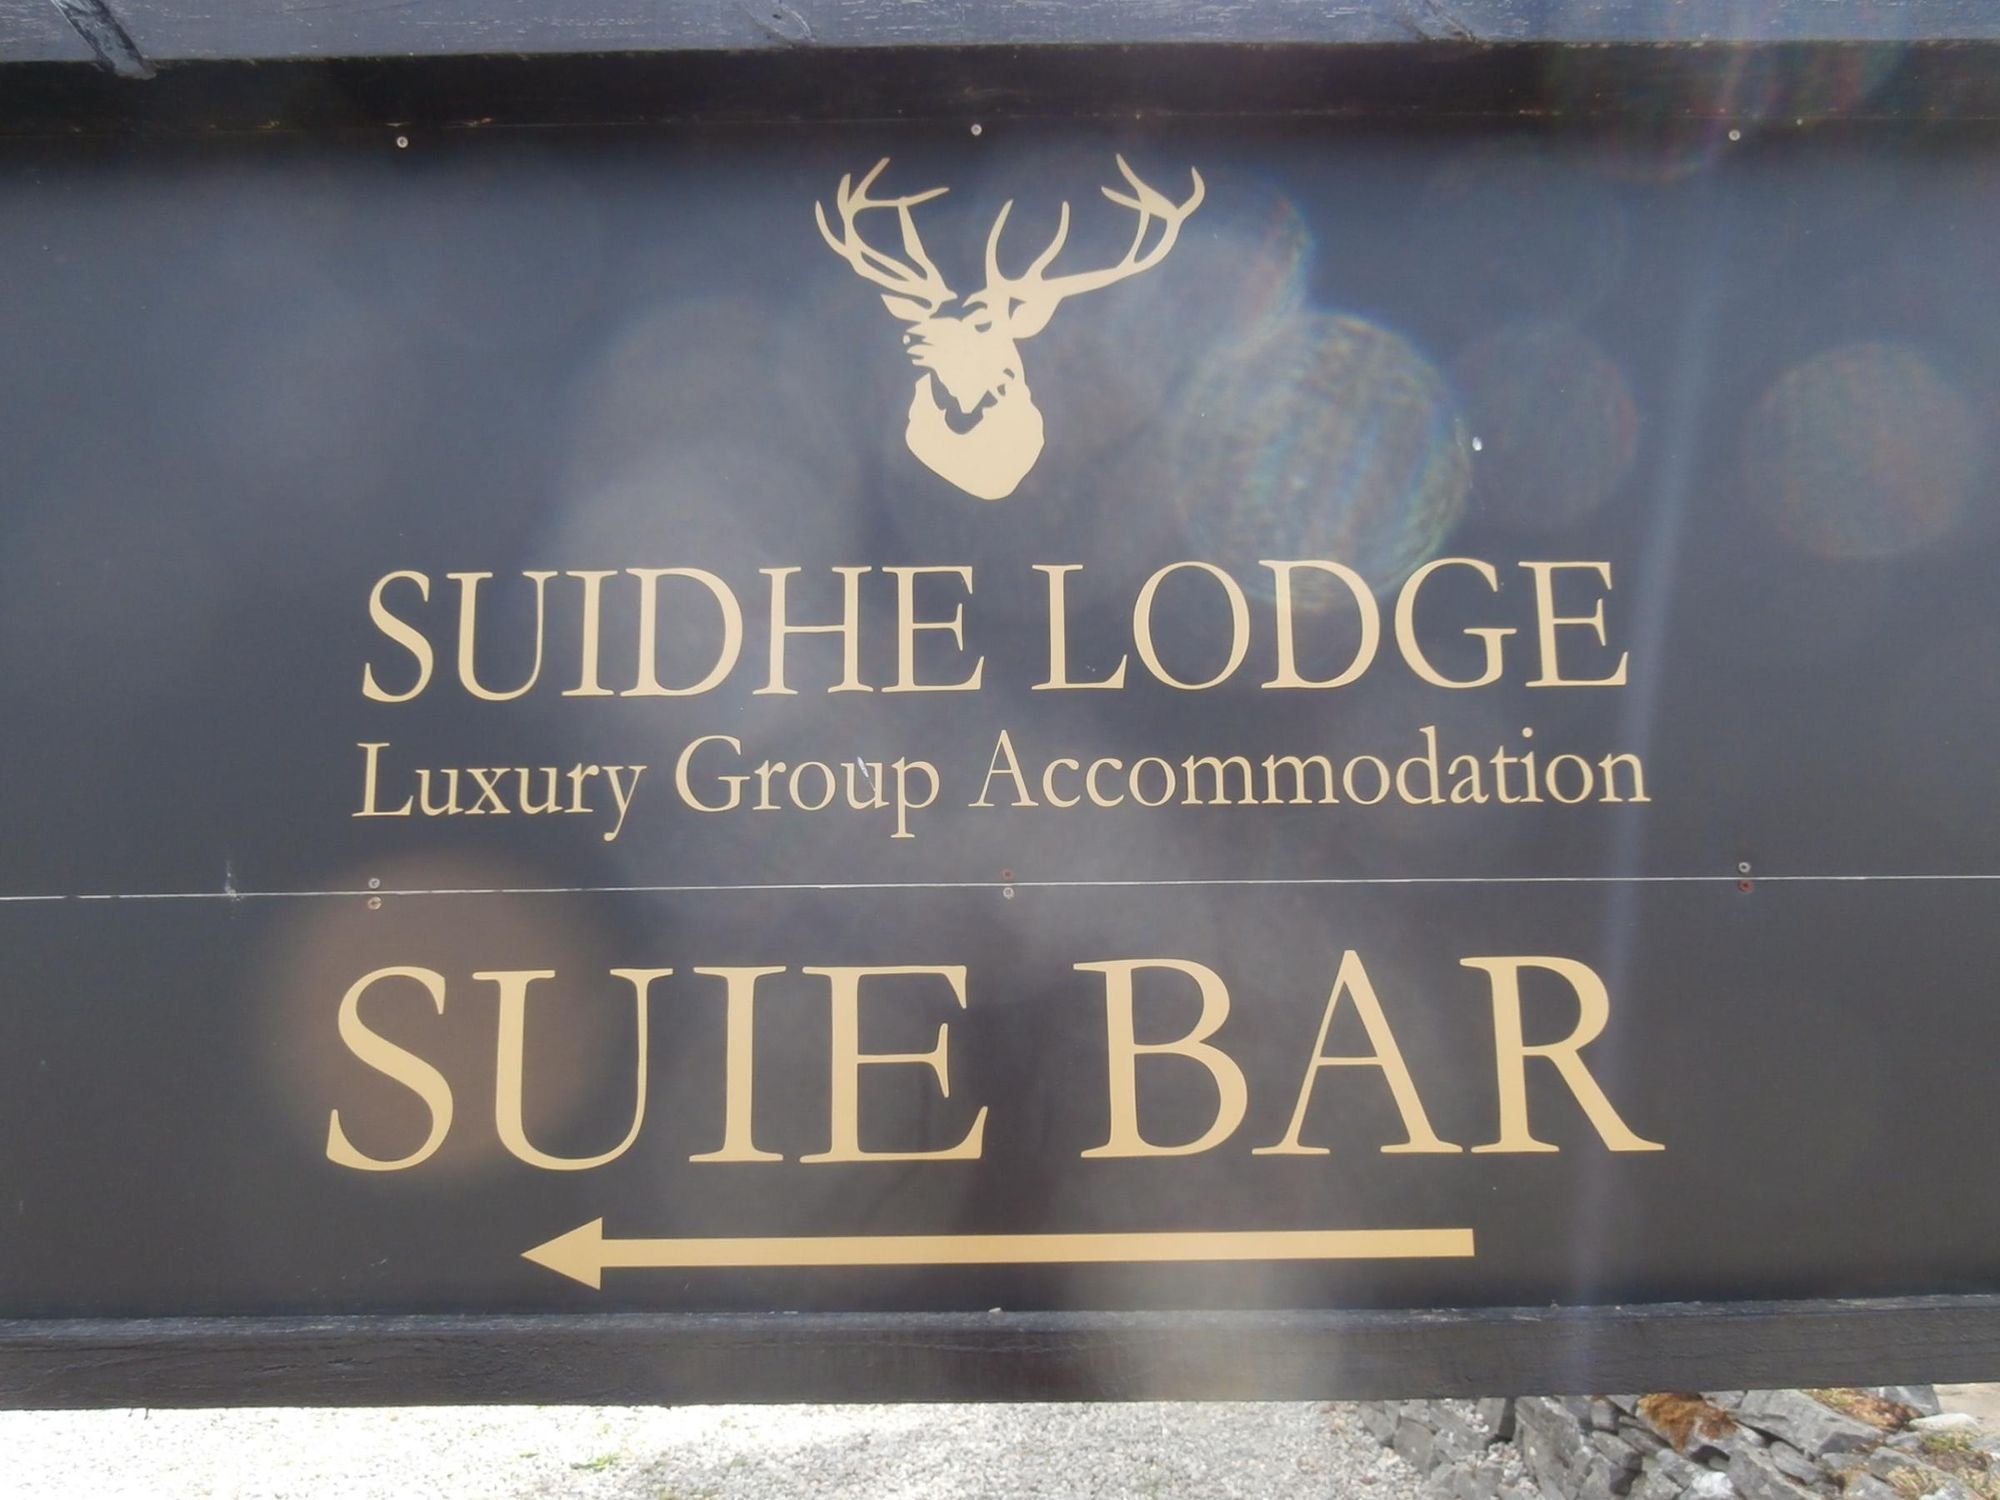 SUIDHE LODGE
Luxury Group Accommodation
SUIE BAR